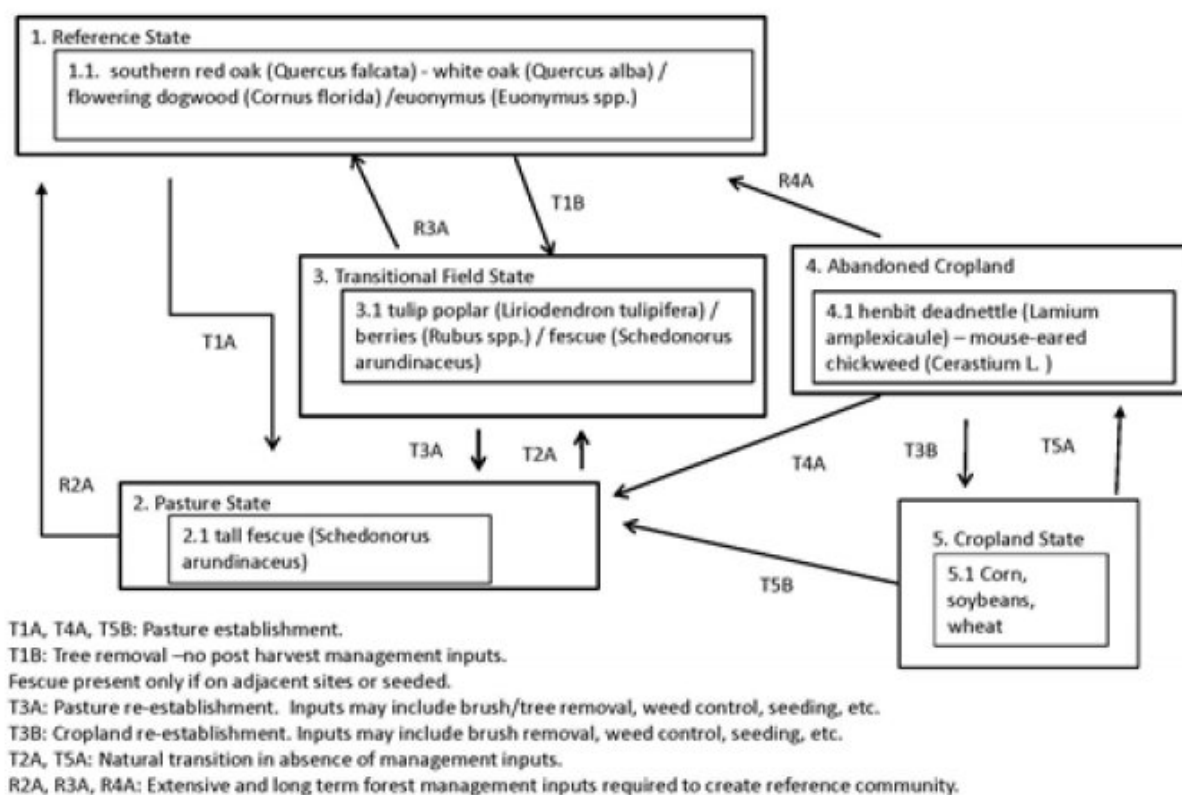 1. Reference State
1.1. southern red oak (Quercus falcata) - white oak (Quercus alba) /
flowering dogwood (Cornus florida) /euonymus (Euonymus spp.)
R4A
T1B
R3A
3. Transitional Field State
3.1 tulip poplar (Liriodendron tulipifera) /
berries (Rubus spp.) / fescue (Schedonorus
arundinaceus)
4. Abandoned Cropland
4.1 henbit deadnettle (Lamium
amplexicaule) – mouse-eared
chickweed (Cerastium L. )
T1A
T3A
T2A
T4A
T3B
T5A
R2A
2. Pasture State
2.1 tall fescue (Schedonorus
arundinaceus)
5. Cropland State
5.1 Corn,
soybeans,
wheat
T5B
T1A, T4A, T5B: Pasture establishment.
T1B: Tree removal –no post harvest management inputs.
Fescue present only if on adjacent sites or seeded.
T3A: Pasture re-establishment. Inputs may include brush/tree removal, weed control, seeding, etc.
T3B: Cropland re-establishment. Inputs may include brush removal, weed control, seeding, etc.
T2A, T5A: Natural transition in absence of management inputs.
R2A, R3A, R4A: Extensive and long term forest management inputs required to create reference community.